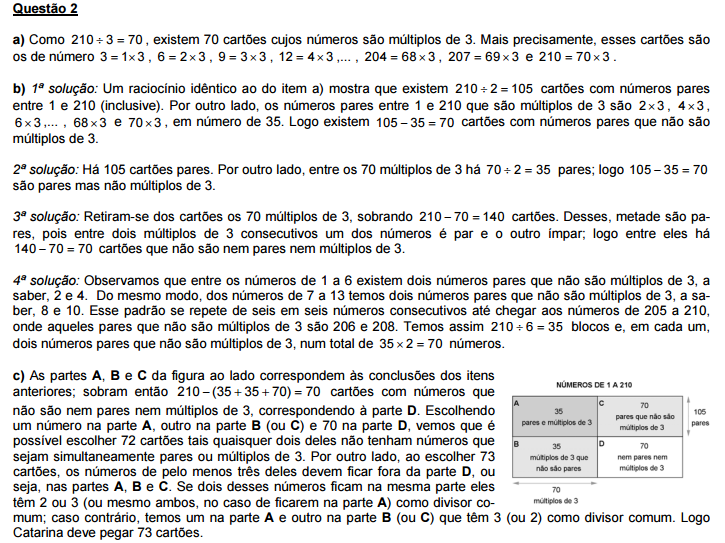 Questão 2
a) Como 210 ÷ 3 = 70 , existem 70 cartões cujos números são múltiplos de 3. Mais precisamente, esses cartões são
os de número 3 = 1×3 , 6 = 2×3 , 9 = 3×3 , 12 = 4×3 ,... , 204 = 68×3 , 207 = 69×3 e 210 = 70×3 .
b) 1ª solução: Um raciocínio idêntico ao do item a) mostra que existem 210 ÷ 2 = 105 cartões com números pares
entre 1 e 210 (inclusive). Por outro lado, os números pares entre 1 e 210 que são múltiplos de 3 são 2×3 , 4×3 ,
6×3 ,... , 68×3 e 70×3 , em número de 35. Logo existem 105 − 35 = 70 cartões com números pares que não são
múltiplos de 3.
2ª solução: Há 105 cartões pares. Por outro lado, entre os 70 múltiplos de 3 há 70 ÷ 2 = 35 pares; logo 105 − 35 = 70
são pares mas não múltiplos de 3.
3ª solução: Retiram-se dos cartões os 70 múltiplos de 3, sobrando 210 − 70 = 140 cartões. Desses, metade são pa-
res, pois entre dois múltiplos de 3 consecutivos um dos números é par e o outro ímpar; logo entre eles há
140 − 70 = 70 cartões que não são nem pares nem múltiplos de 3.
4ª solução: Observamos que entre os números de 1 a 6 existem dois números pares que não são múltiplos de 3, a
saber, 2 e 4. Do mesmo modo, dos números de 7 a 13 temos dois números pares que não são múltiplos de 3, a sa-
ber, 8 e 10. Esse padrão se repete de seis em seis números consecutivos até chegar aos números de 205 a 210,
onde aqueles pares que não são múltiplos de 3 são 206 e 208. Temos assim 210 ÷ 6 = 35 blocos e, em cada um,
dois números pares que não são múltiplos de 3, num total de 35 × 2 = 70 números.
c) As partes A, B e C da figura ao lado correspondem às conclusões dos itens
anteriores; sobram então 210 − (35 + 35 + 70) = 70 cartões com números que
não são nem pares nem múltiplos de 3, correspondendo à parte D. Escolhendo
um número na parte A, outro na parte B (ou C) e 70 na parte D, vemos que é
possível escolher 72 cartões tais quaisquer dois deles não tenham números que
sejam simultaneamente pares ou múltiplos de 3. Por outro lado, ao escolher 73
cartões, os números de pelo menos três deles devem ficar fora da parte D, ou
seja, nas partes A, B e C. Se dois desses números ficam na mesma parte eles
têm 2 ou 3 (ou mesmo ambos, no caso de ficarem na parte A) como divisor co-
mum; caso contrário, temos um na parte A e outro na parte B (ou C) que têm 3 (ou 2) como divisor comum. Logo
Catarina deve pegar 73 cartões.
NÚMEROS DE 1 A 210
A
35
pares e múltiplos de 3
C
70
pares que não são
múltiplos de 3
105
pares
B
35
múltiplos de 3 que
não são pares
D
70
nem pares nem
múltiplos de 3
70
múltiplos de 3